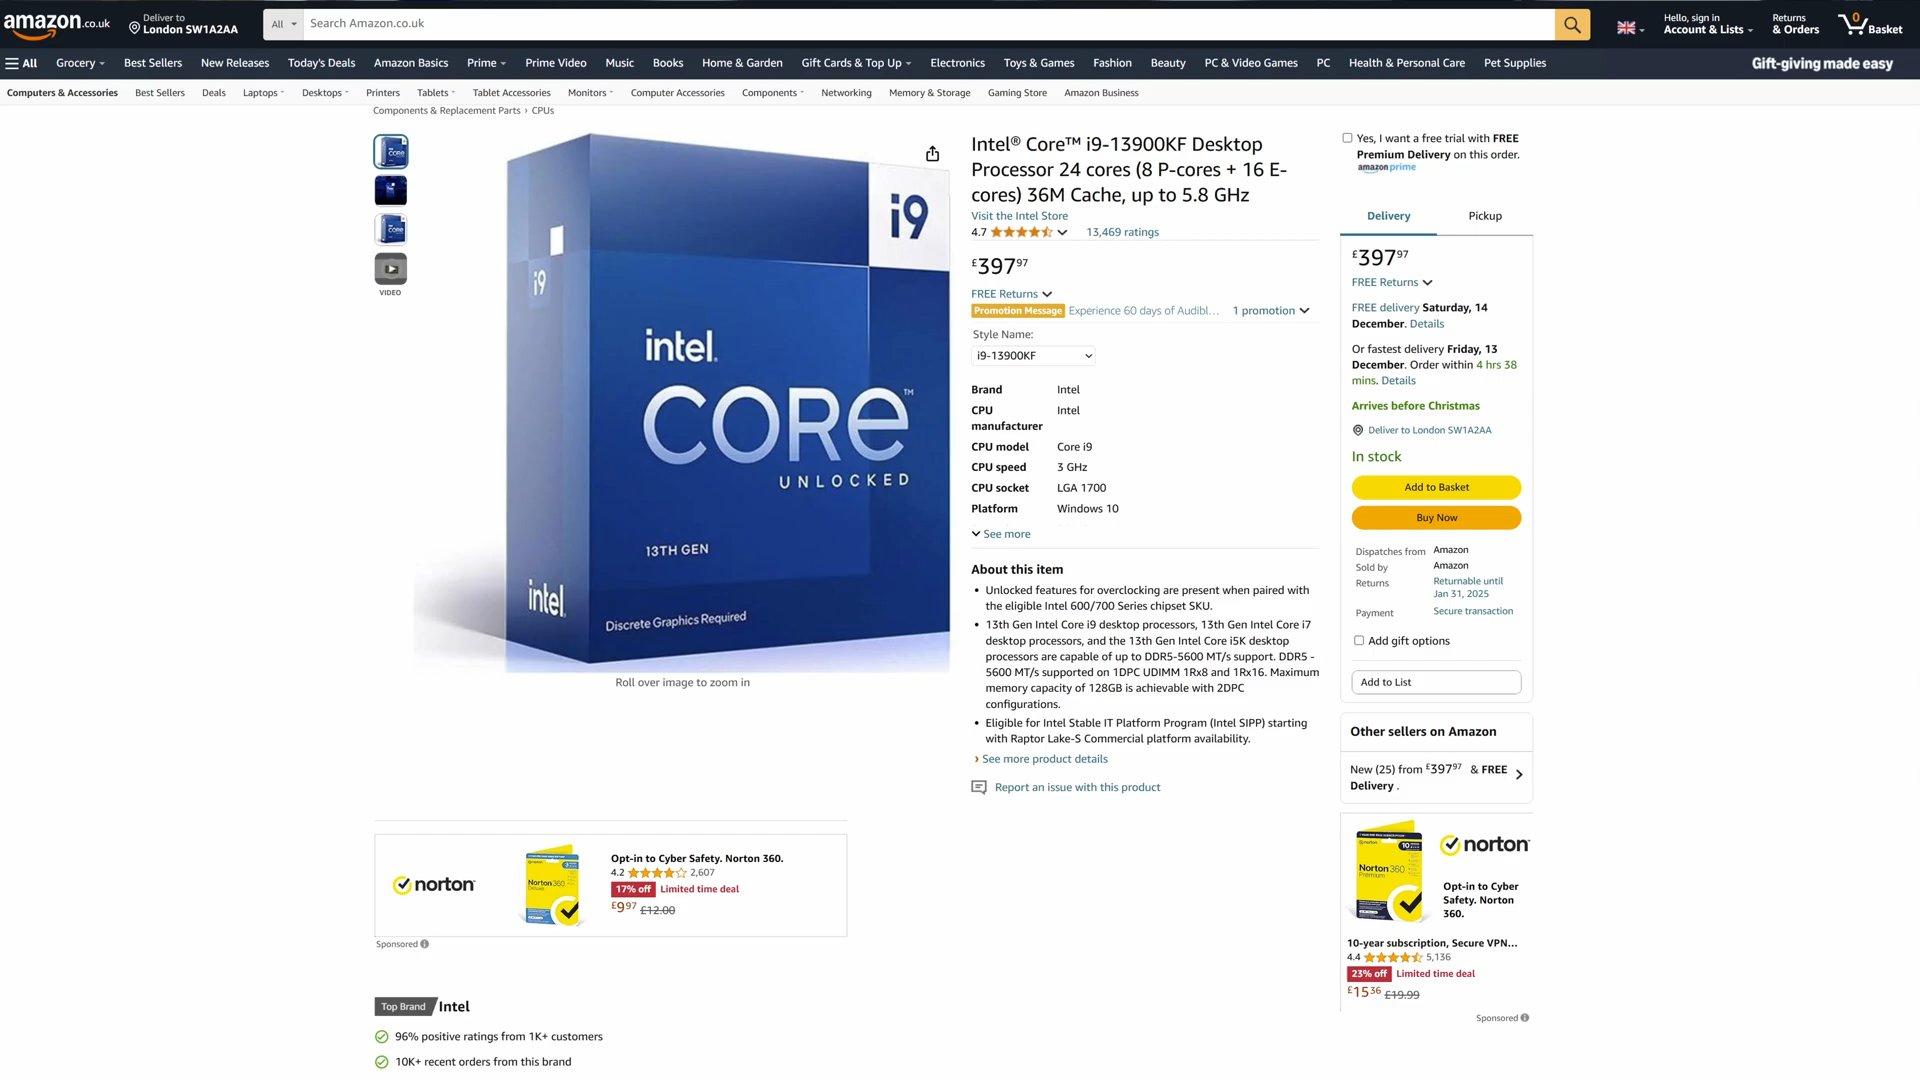 amazon.co.uk
Deliver to
London SW1A2AA
All
Search Amazon.co.uk
Hello, sign in
Account & Lists
Returns
& Orders
0
Basket
All
Grocery
Best Sellers
New Releases
Today's Deals
Amazon Basics
Prime
Prime Video
Music
Books
Home & Garden
Gift Cards & Top Up
Electronics
Toys & Games
Fashion
Beauty
PC & Video Games
PC
Health & Personal Care
Pet Supplies
Gift-giving made easy
Computers & Accessories
Best Sellers
Deals
Laptops
Desktops
Printers
Tablets
Tablet Accessories
Monitors
Computer Accessories
Components
Networking
Memory & Storage
Gaming Store
Amazon Business
Components & Replacement Parts › CPUs
VIDEO
i9
i9
intel.
CORE™
UNLOCKED
13TH GEN
intel.
Discrete Graphics Required
Roll over image to zoom in
Intel® Core™ i9-13900KF Desktop
Processor 24 cores (8 P-cores + 16 E-
cores) 36M Cache, up to 5.8 GHz
Visit the Intel Store
4.7
13,469 ratings
£397⁹⁷
FREE Returns
Promotion Message Experience 60 days of Audibl... 1 promotion
Style Name:
i9-13900KF
Brand Intel
CPU Intel
manufacturer
CPU model Core i9
CPU speed 3 GHz
CPU socket LGA 1700
Platform Windows 10
See more
About this item
• Unlocked features for overclocking are present when paired with
the eligible Intel 600/700 Series chipset SKU.
• 13th Gen Intel Core i9 desktop processors, 13th Gen Intel Core i7
desktop processors, and the 13th Gen Intel Core i5K desktop
processors are capable of up to DDR5-5600 MT/s support. DDR5 -
5600 MT/s supported on 1DPC UDIMM 1Rx8 and 1Rx16. Maximum
memory capacity of 128GB is achievable with 2DPC
configurations.
• Eligible for Intel Stable IT Platform Program (Intel SIPP) starting
with Raptor Lake-S Commercial platform availability.
› See more product details
Report an issue with this product
Yes, I want a free trial with FREE
Premium Delivery on this order.
amazon prime
Delivery
Pickup
£397⁹⁷
FREE Returns
FREE delivery Saturday, 14
December. Details
Or fastest delivery Friday, 13
December. Order within 4 hrs 38
mins. Details
Arrives before Christmas
Deliver to London SW1A2AA
In stock
Add to Basket
Buy Now
Dispatches from Amazon
Sold by Amazon
Returns Returnable until
Jan 31, 2025
Payment Secure transaction
Add gift options
Add to List
Other sellers on Amazon
New (25) from £397⁹⁷ & FREE
Delivery .
norton
Norton 360
Premium
Opt-in to Cyber
Safety. Norton
360.
10-year subscription, Secure VPN...
4.4
5,136
23% off Limited time deal
£15³⁶ £19.99
Sponsored
norton
Norton 360
Deluxe
Opt-in to Cyber Safety. Norton 360.
4.2
2,607
17% off Limited time deal
£9⁹⁷ £12.00
Sponsored
Top Brand Intel
96% positive ratings from 1K+ customers
10K+ recent orders from this brand